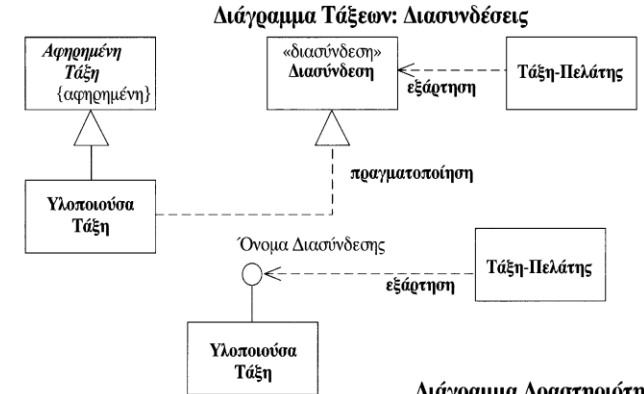 Διάγραμμα Τάξεων: Διασυνδέσεις
Αφηρημένη
Τάξη
{αφηρημένη}
«διασύνδεση»
Διασύνδεση
εξάρτηση
Τάξη-Πελάτης
πραγματοποίηση
Υλοποιούσα
Τάξη
Όνομα Διασύνδεσης
εξάρτηση
Τάξη-Πελάτης
Υλοποιούσα
Τάξη
Διάγραμμα